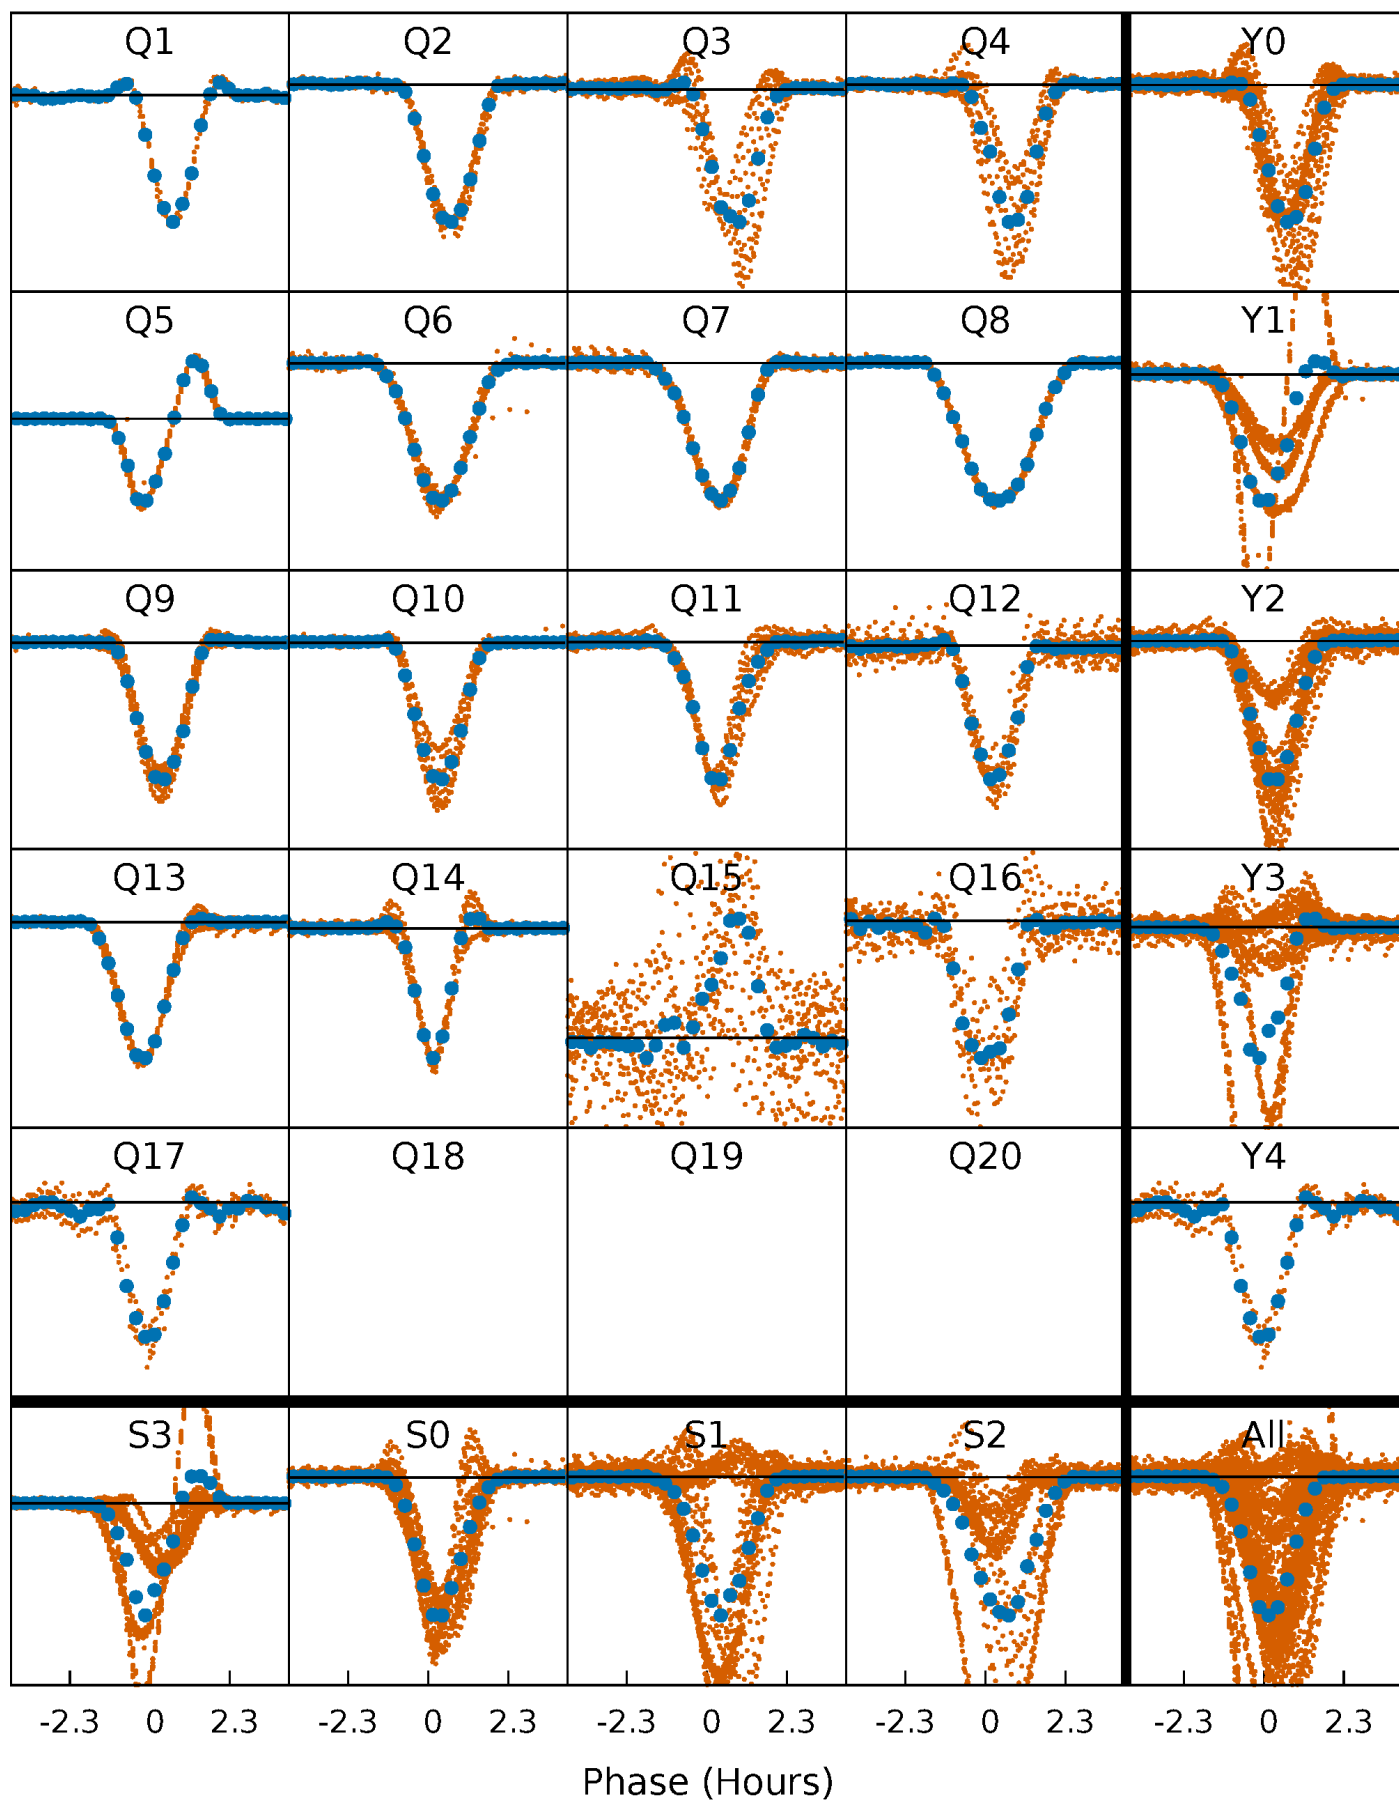 Q1 Q2 Q3 Q4 Y0
Q5 Q6 Q7 Q8 Y1
Q9 Q10 Q11 Q12 Y2
Q13 Q14 Q15 Q16 Y3
Q17 Q18 Q19 Q20 Y4
S3 S0 S1 S2 All
-2.3 0 2.3 -2.3 0 2.3 -2.3 0 2.3 -2.3 0 2.3 -2.3 0 2.3
Phase (Hours)